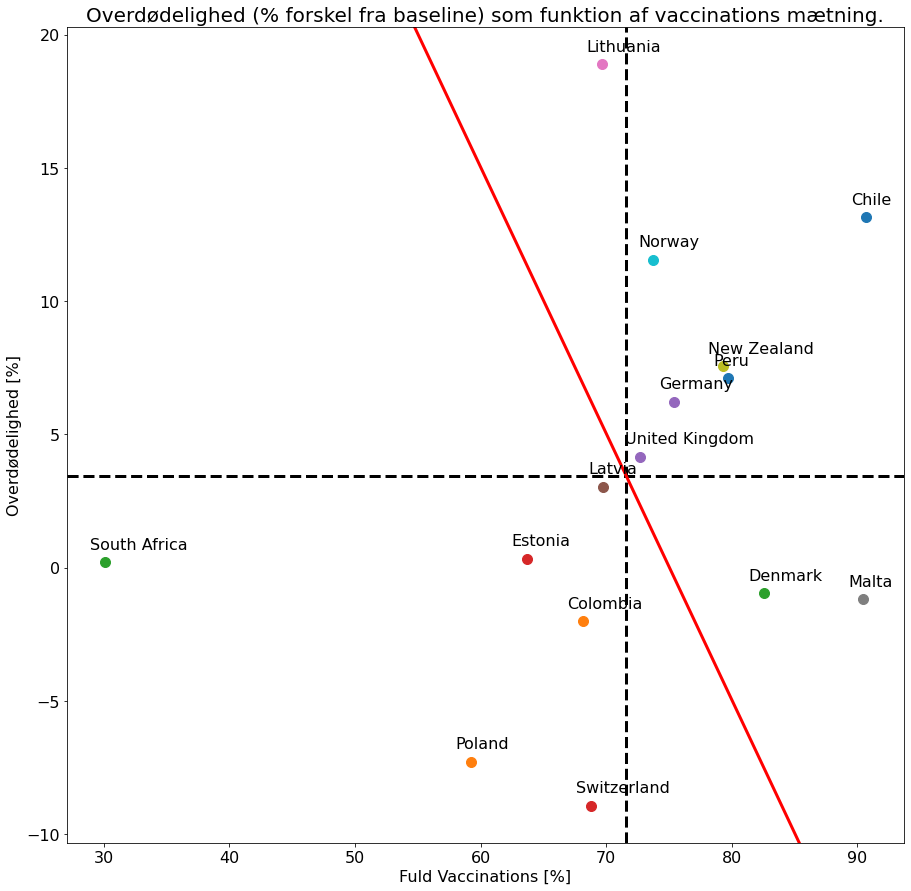 Overdødelighed (% forskel fra baseline) som funktion af vaccinations mætning.
Overdødelighed [%]
20
15
10
5
0
−5
−10
Lithuania
Chile
Norway
New Zealand
Peru
Germany
United Kingdom
Latvia
South Africa
Estonia
Denmark
Malta
Colombia
Poland
Switzerland
30 40 50 60 70 80 90
Fuld Vaccinations [%]